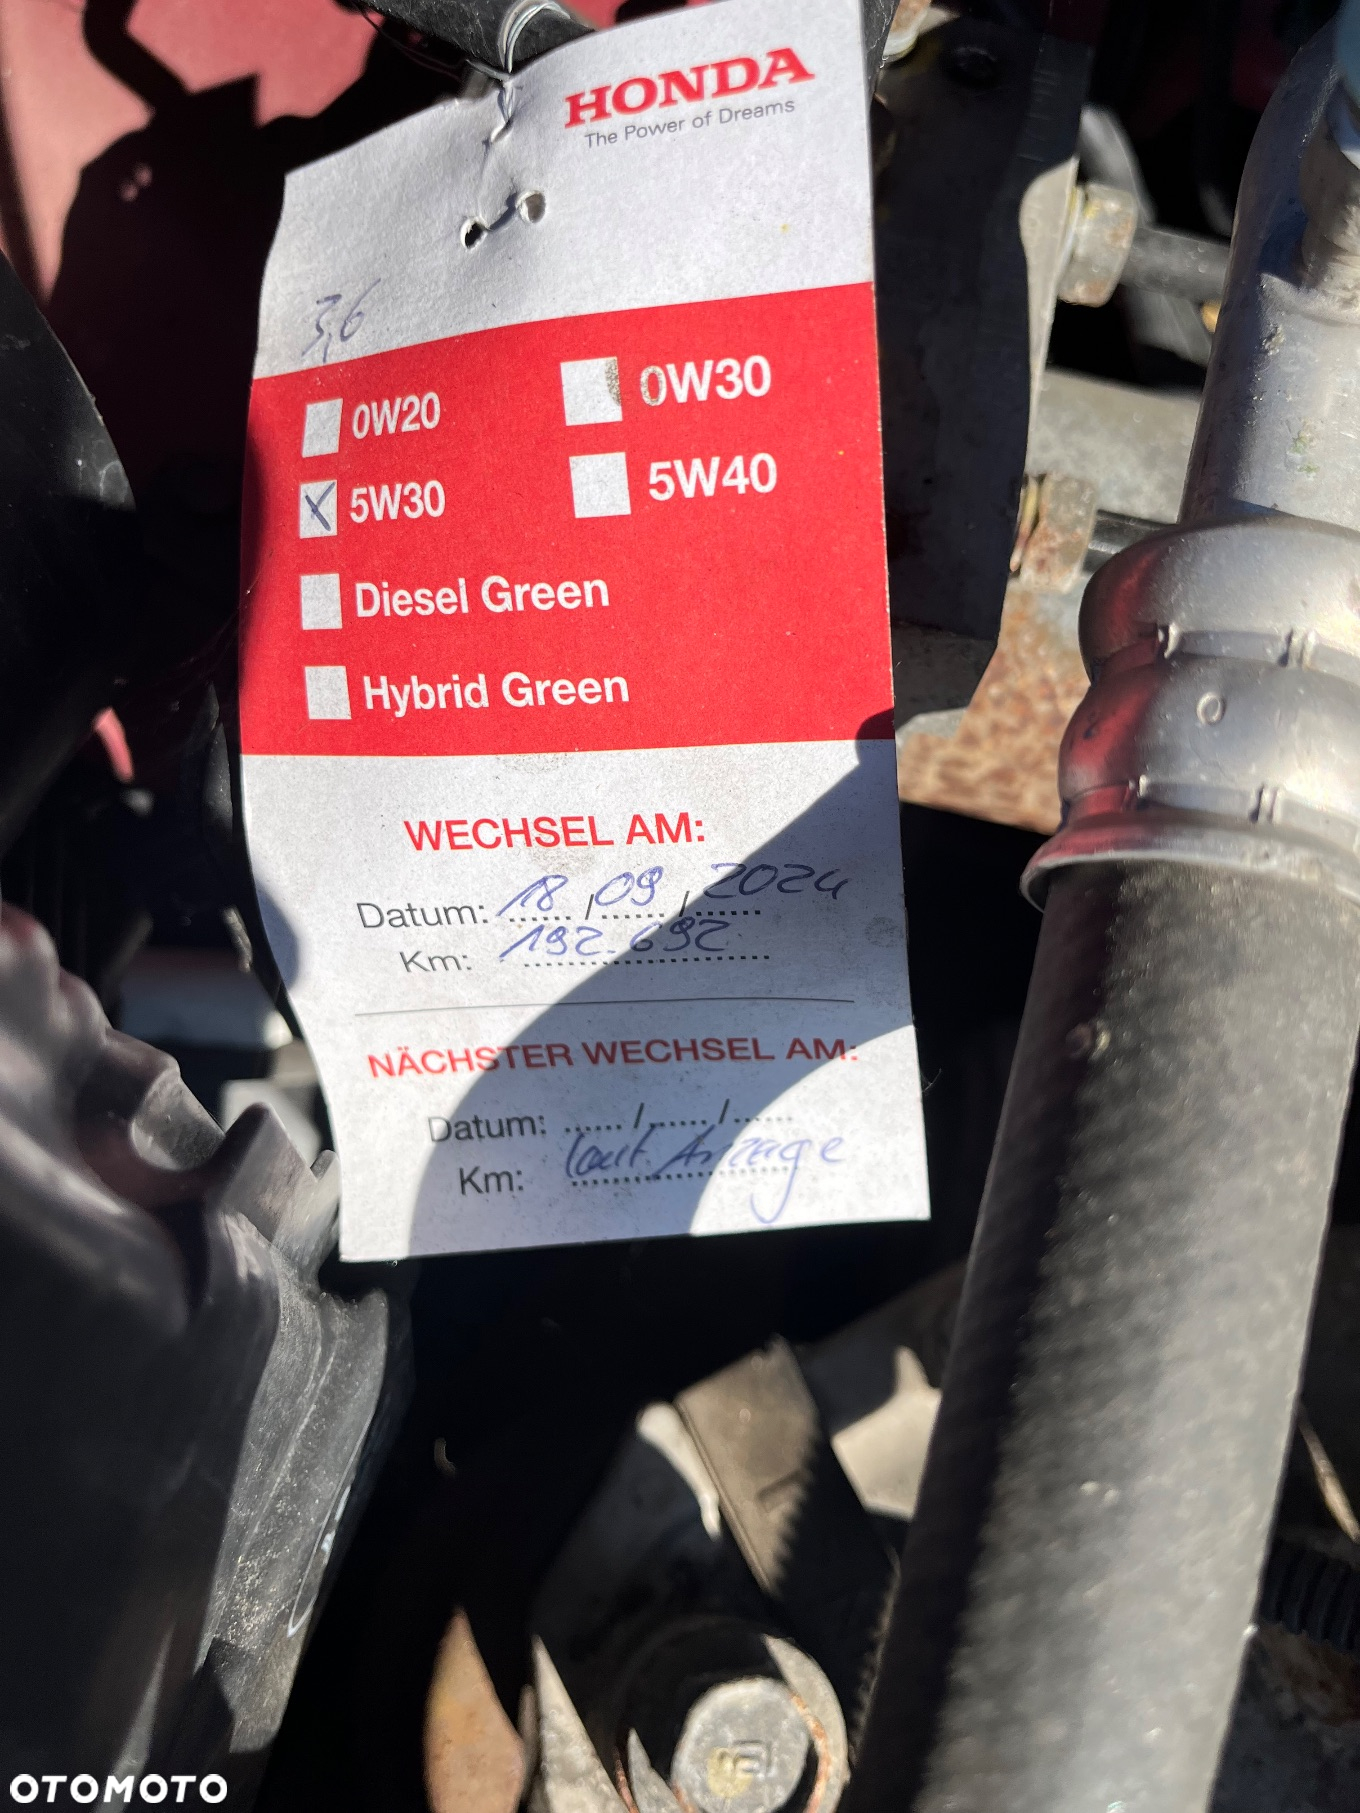 HONDA
The Power of Dreams
3,6
0W20 0W30
X 5W30 5W40
Diesel Green
Hybrid Green
WECHSEL AM:
Datum: 18/09/2024
Km: 192.692
NÄCHSTER WECHSEL AM:
Datum: ....../....../......
Km: laut Anzeige
OTOMOTO